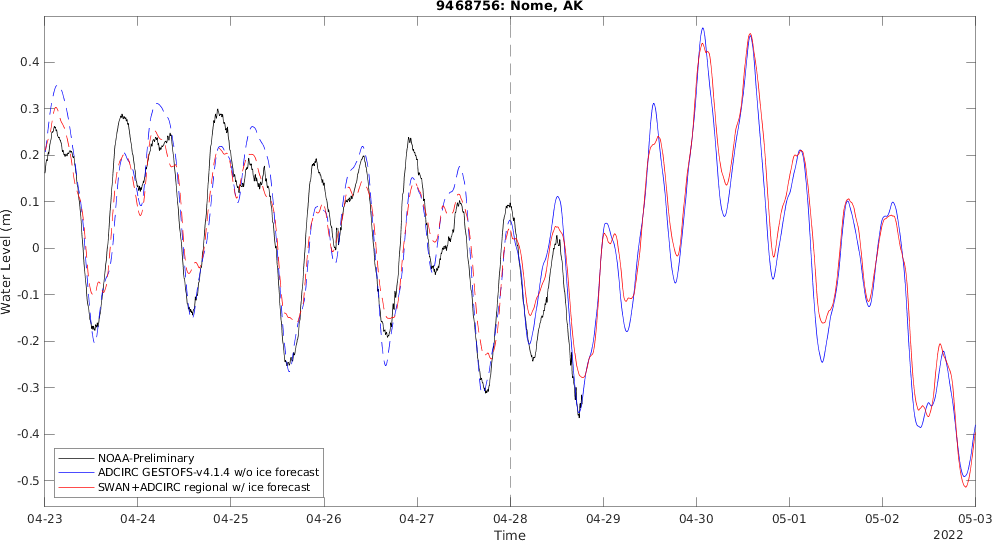 9468756: Nome, AK
0.4
0.3
0.2
0.1
0
-0.1
-0.2
-0.3
-0.4
-0.5
Water Level (m)
NOAA-Preliminary
ADCIRC GESTOFS-v4.1.4 w/o ice forecast
SWAN+ADCIRC regional w/ ice forecast
04-23 04-24 04-25 04-26 04-27 04-28 04-29 04-30 05-01 05-02 05-03
Time
2022